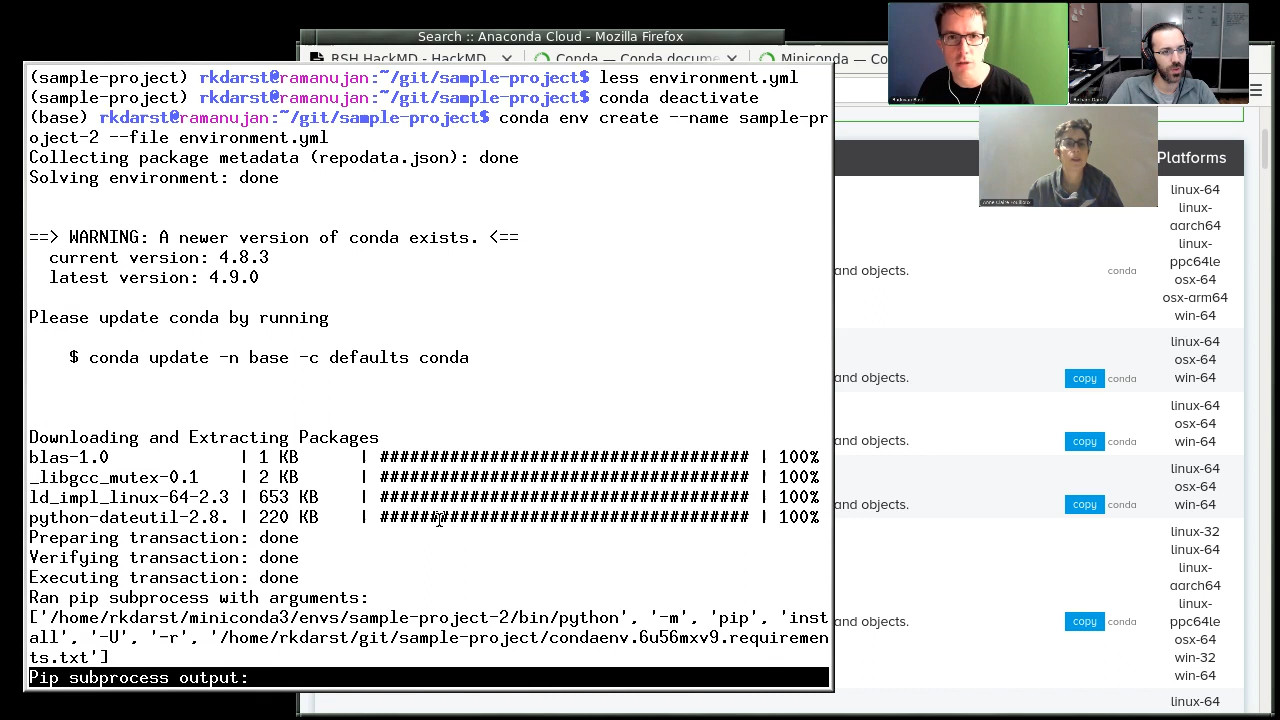 Search :: Anaconda Cloud - Mozilla Firefox
RSH HackMD - HackMD
Conda - Conda docume
Miniconda — Co
(sample-project) rkdarst@ramanujan:~/git/sample-project$ less environment.yml
(sample-project) rkdarst@ramanujan:~/git/sample-project$ conda deactivate
(base) rkdarst@ramanujan:~/git/sample-project$ conda env create --name sample-pr
oject-2 --file environment.yml
Collecting package metadata (repodata.json): done
Solving environment: done
==> WARNING: A newer version of conda exists. <==
current version: 4.8.3
latest version: 4.9.0
Please update conda by running
$ conda update -n base -c defaults conda
Downloading and Extracting Packages
blas-1.0 | 1 KB | ##################################### | 100%
_libgcc_mutex-0.1 | 2 KB | ##################################### | 100%
ld_impl_linux-64-2.3 | 653 KB | ##################################### | 100%
python-dateutil-2.8. | 220 KB | ##################################### | 100%
Preparing transaction: done
Verifying transaction: done
Executing transaction: done
Ran pip subprocess with arguments:
['/home/rkdarst/miniconda3/envs/sample-project-2/bin/python', '-m', 'pip', 'inst
all', '-U', '-r', '/home/rkdarst/git/sample-project/condaenv.6u56mxv9.requiremen
ts.txt']
Pip subprocess output:
Platforms
and objects.
conda
linux-64
linux-
aarch64
linux-
ppc64le
osx-64
osx-arm64
win-64
and objects.
copy conda
linux-64
osx-64
win-64
and objects.
copy conda
linux-64
osx-64
win-64
and objects.
copy conda
linux-64
osx-64
win-64
and objects.
copy conda
linux-32
linux-64
linux-
aarch64
linux-
ppc64le
osx-64
win-32
win-64
linux-64